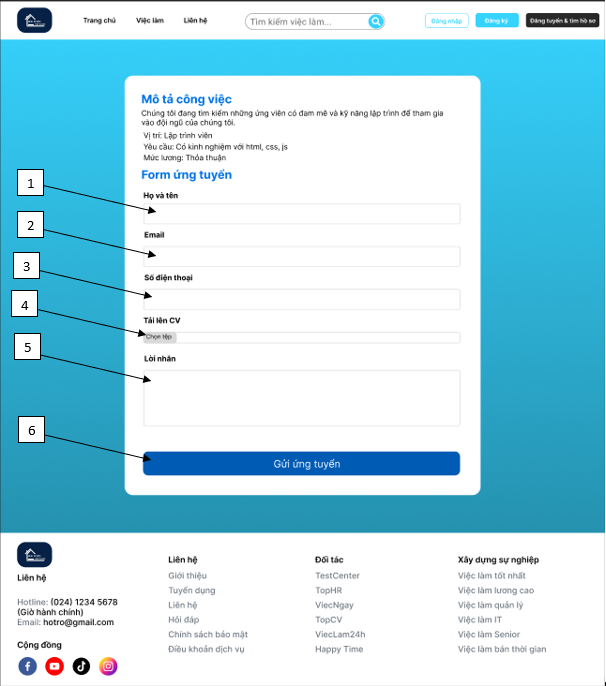 Trang chủ
Việc làm
Liên hệ
Tìm kiếm việc làm...
Đăng nhập
Đăng ký
Đăng tuyển & tìm hồ sơ
Mô tả công việc
Chúng tôi đang tìm kiếm những ứng viên có đam mê và kỹ năng lập trình để tham gia
vào đội ngũ của chúng tôi.
Vị trí: Lập trình viên
Yêu cầu: Có kinh nghiệm với html, css, js
Mức lương: Thỏa thuận
Form ứng tuyển
1
Họ và tên
2
Email
3
Số điện thoại
4
Tải lên CV
Chọn tệp
5
Lời nhắn
6
Gửi ứng tuyển
Liên hệ
Hotline: (024) 1234 5678
(Giờ hành chính)
Email: hotro@gmail.com
Cộng đồng
Liên hệ
Giới thiệu
Tuyển dụng
Liên hệ
Hỏi đáp
Chính sách bảo mật
Điều khoản dịch vụ
Đối tác
TestCenter
TopHR
ViecNgay
TopCV
ViecLam24h
Happy Time
Xây dựng sự nghiệp
Việc làm tốt nhất
Việc làm lương cao
Việc làm quản lý
Việc làm IT
Việc làm Senior
Việc làm bán thời gian